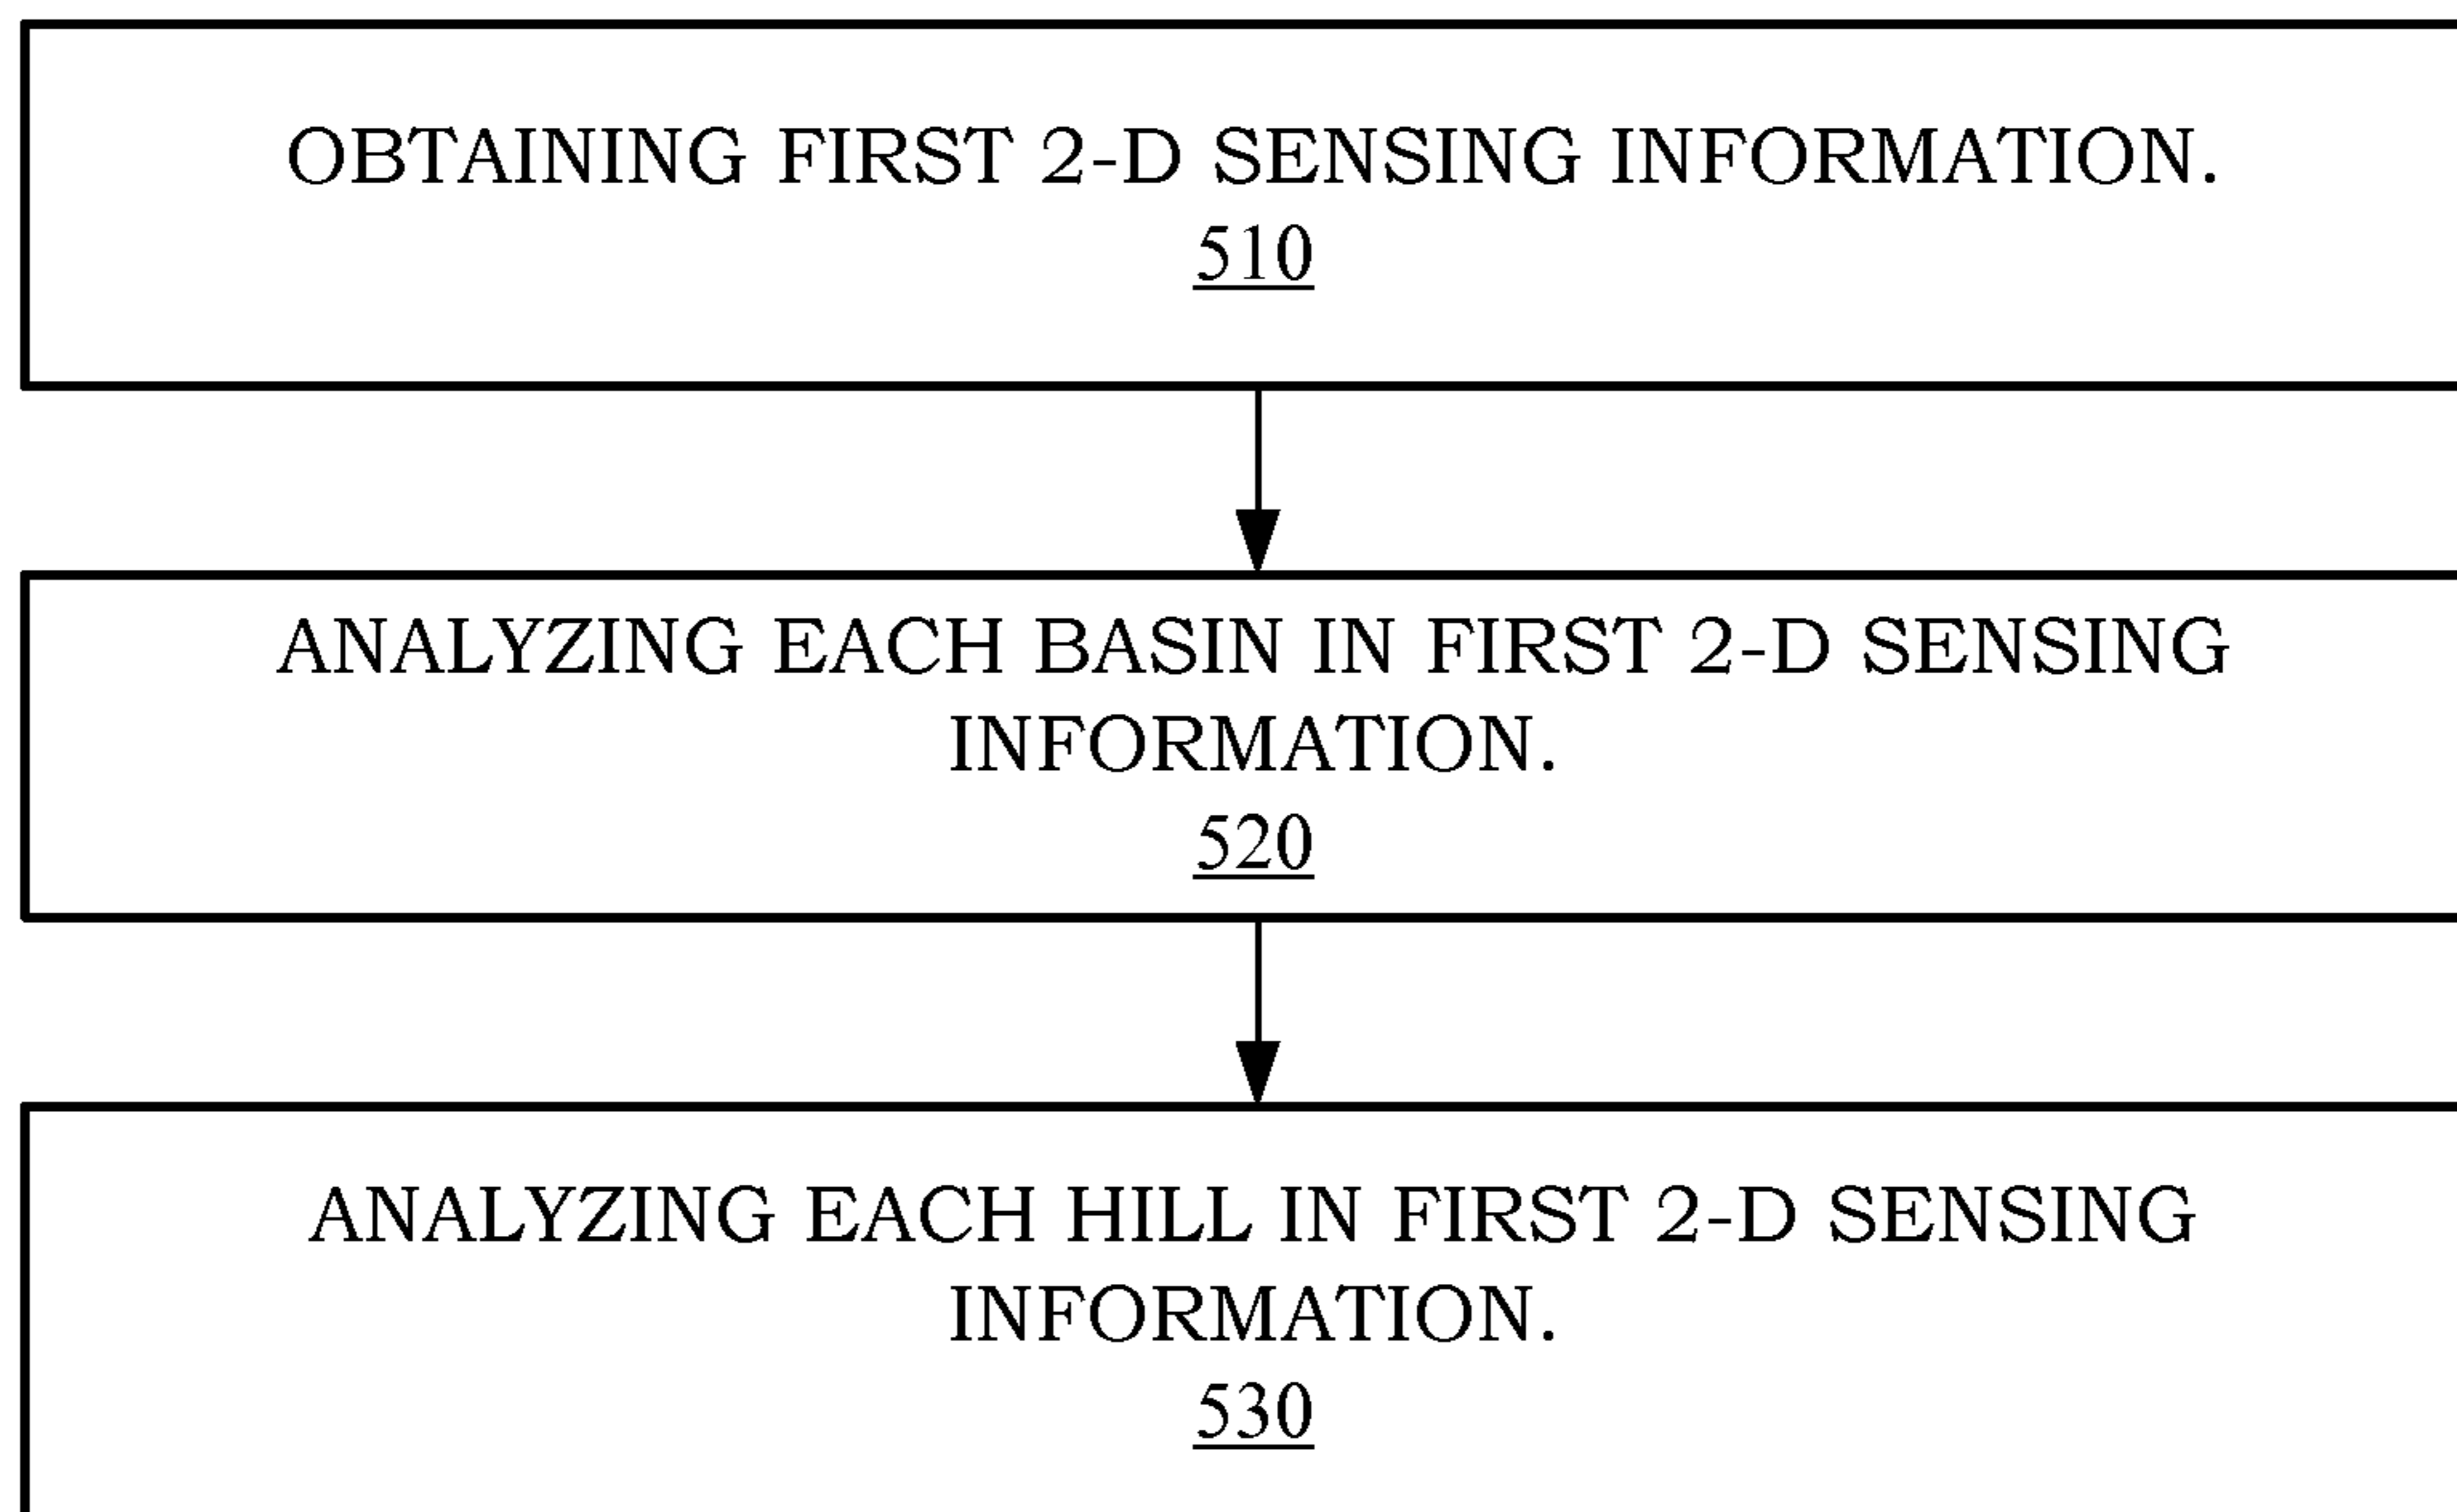 OBTAINING FIRST 2-D SENSING INFORMATION.
510
ANALYZING EACH BASIN IN FIRST 2-D SENSING
INFORMATION.
520
ANALYZING EACH HILL IN FIRST 2-D SENSING
INFORMATION.
530